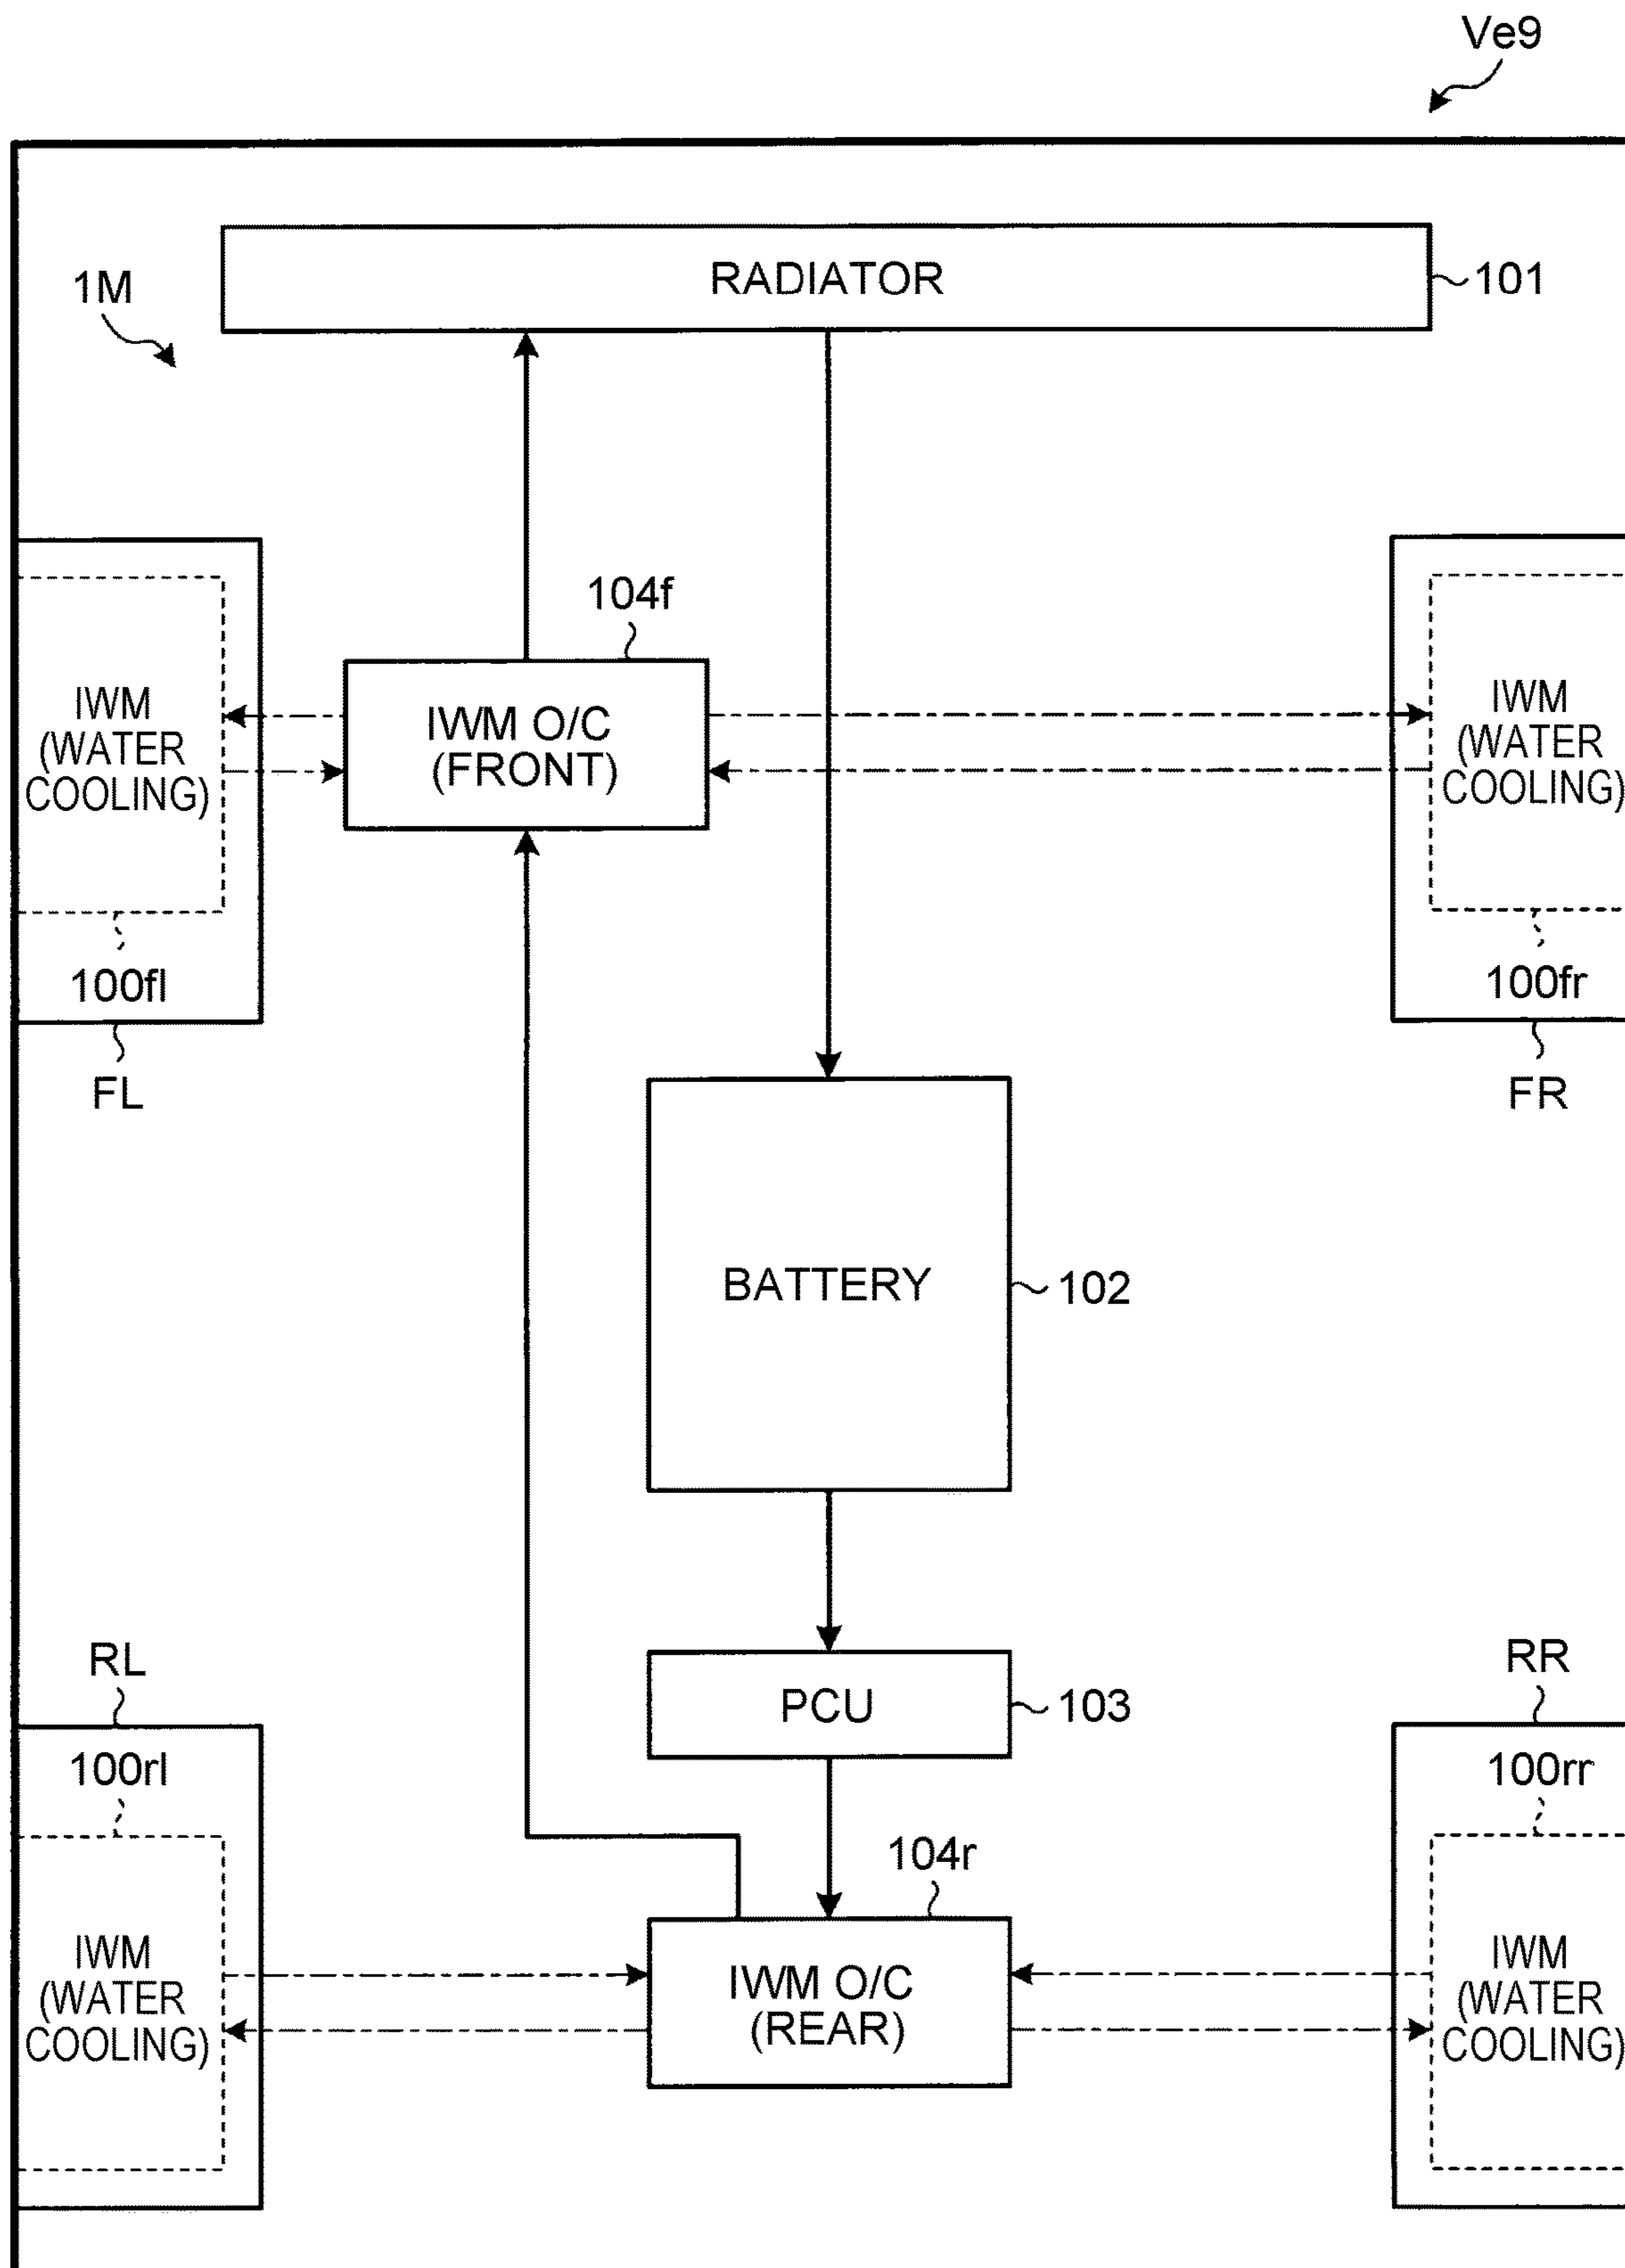 Ve9
1M
RADIATOR
101
104f
IWM
(WATER
COOLING)
IWM O/C
(FRONT)
IWM
(WATER
COOLING)
100fl
100fr
FL
FR
BATTERY
102
RL
RR
PCU
103
100rl
100rr
104r
IWM
(WATER
COOLING)
IWM O/C
(REAR)
IWM
(WATER
COOLING)